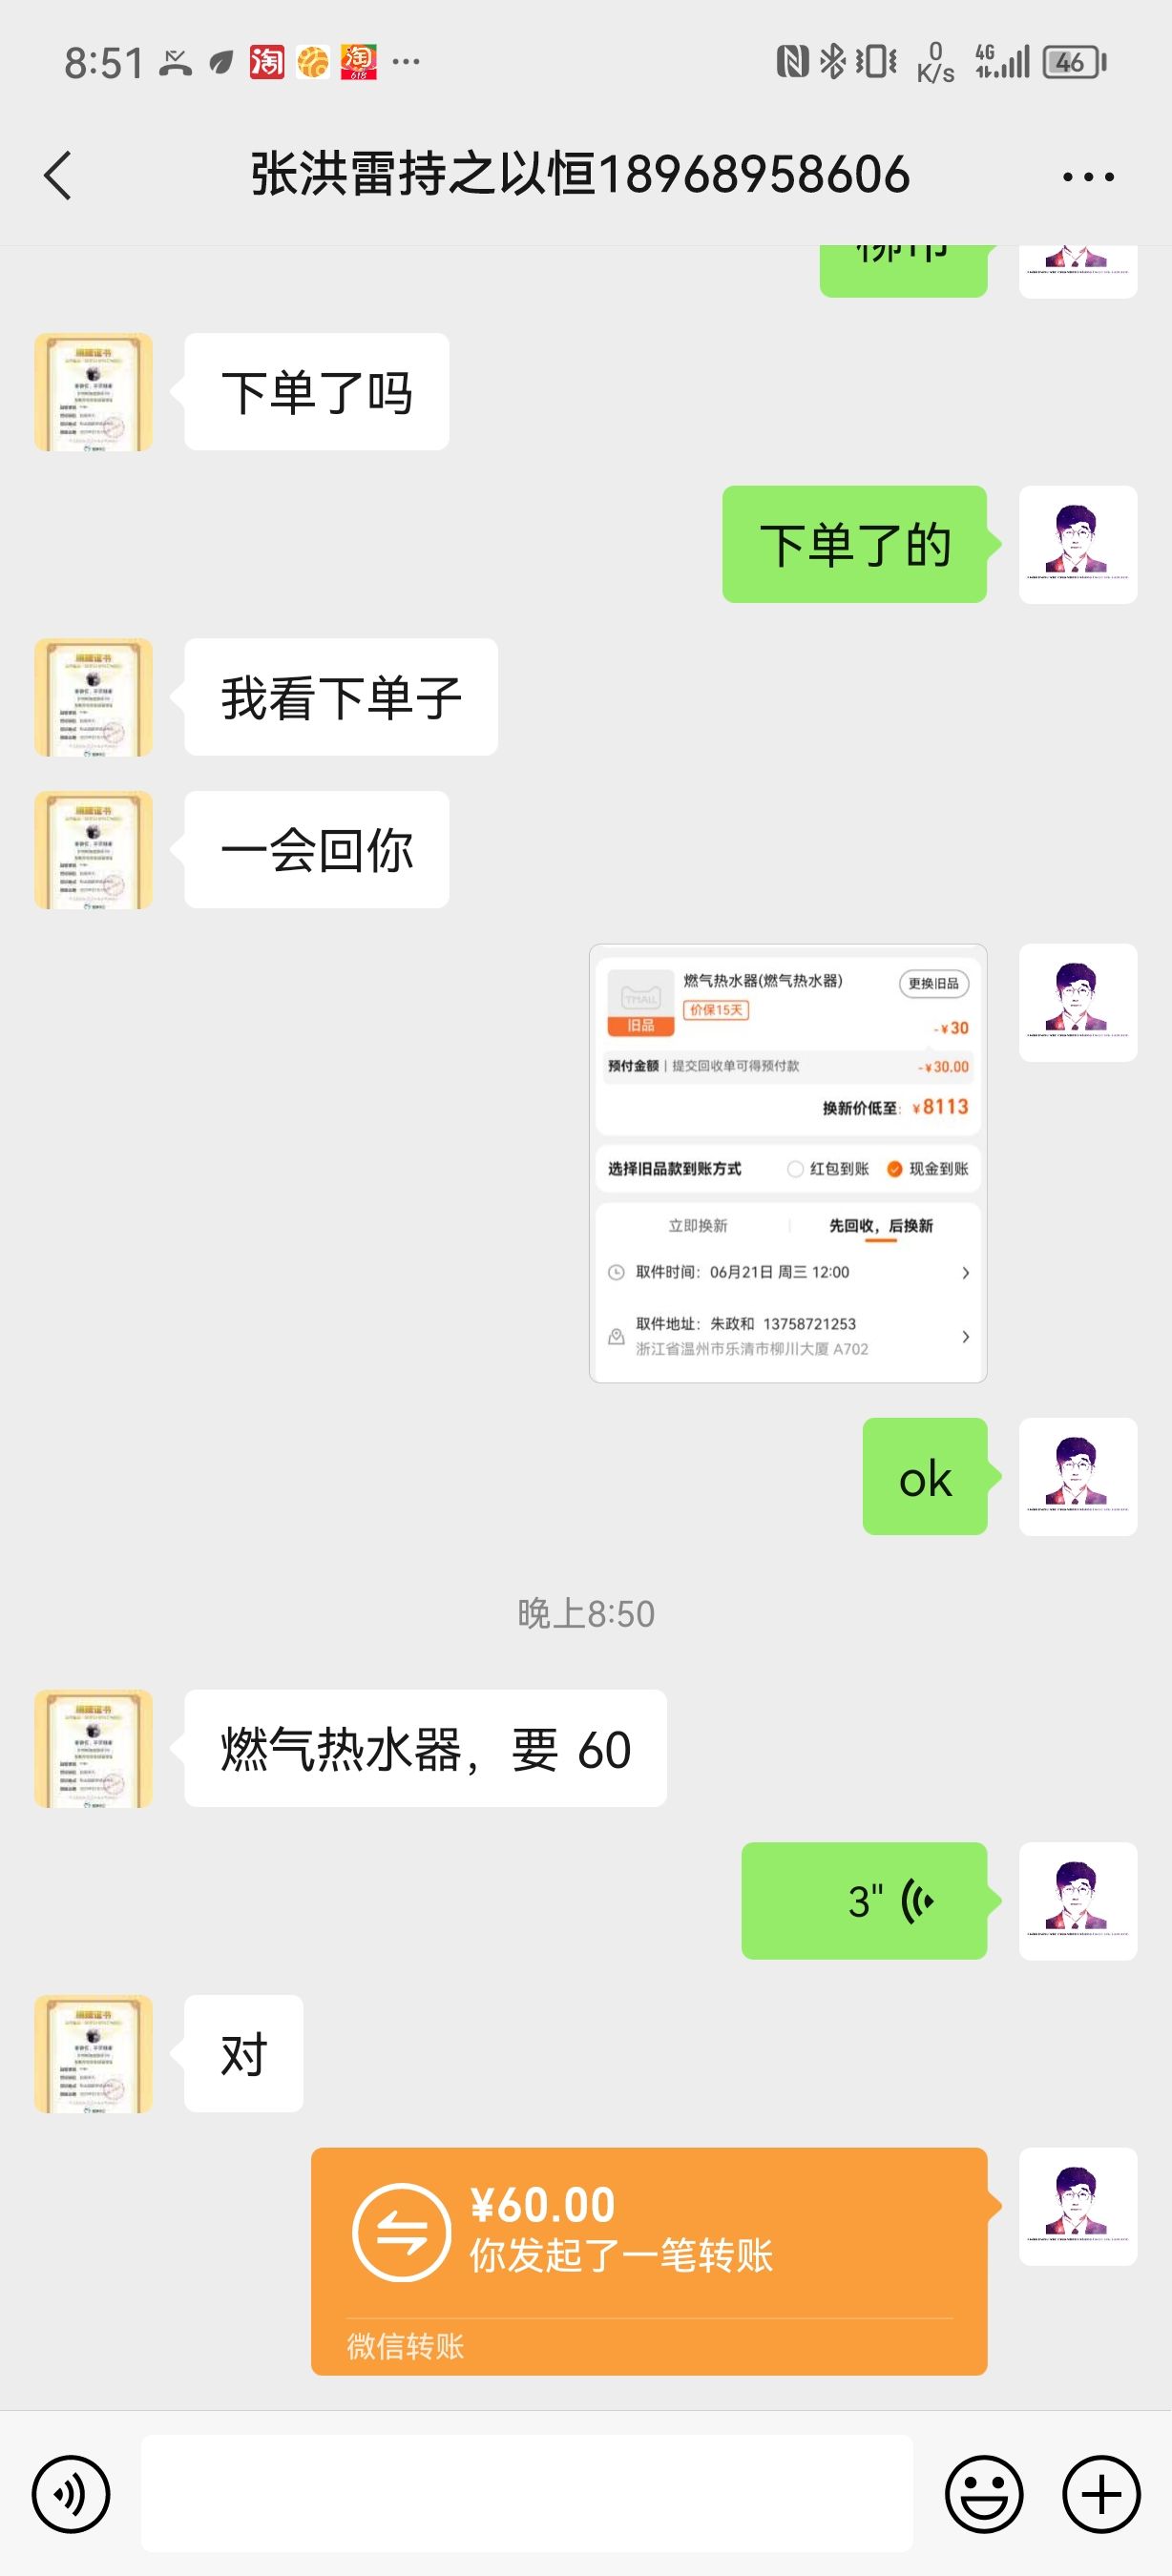 8:51
淘
淘
618
0
K/s
4G
46
张洪雷持之以恒18968958606
下单了吗
下单了的
我看下单子
一会回你
燃气热水器(燃气热水器)
更换旧品
TMALL
旧品
价保15天
-¥30
预付金额 | 提交回收单可得预付款
-¥30.00
换新价低至: ¥8113
选择旧品款到账方式
红包到账
现金到账
立即换新
先回收，后换新
取件时间：06月21日 周三 12:00
取件地址：朱政和 13758721253
浙江省温州市乐清市柳川大厦 A702
ok
晚上8:50
燃气热水器，要 60
3"
对
¥60.00
你发起了一笔转账
微信转账